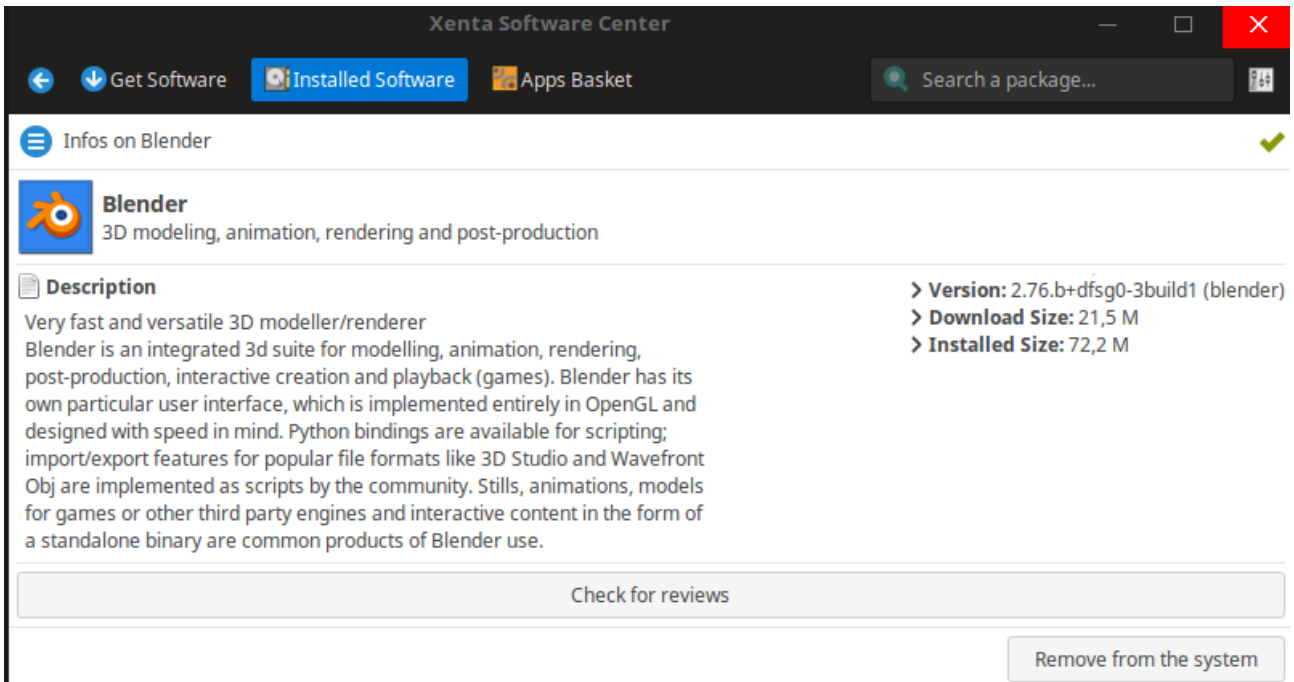 Xenta Software Center
Get Software
Installed Software
Apps Basket
Search a package...
Infos on Blender
Blender
3D modeling, animation, rendering and post-production
Description
Very fast and versatile 3D modeller/renderer
Blender is an integrated 3d suite for modelling, animation, rendering,
post-production, interactive creation and playback (games). Blender has its
own particular user interface, which is implemented entirely in OpenGL and
designed with speed in mind. Python bindings are available for scripting;
import/export features for popular file formats like 3D Studio and Wavefront
Obj are implemented as scripts by the community. Stills, animations, models
for games or other third party engines and interactive content in the form of
a standalone binary are common products of Blender use.
Version: 2.76.b+dfsg0-3build1 (blender)
Download Size: 21,5 M
Installed Size: 72,2 M
Check for reviews
Remove from the system